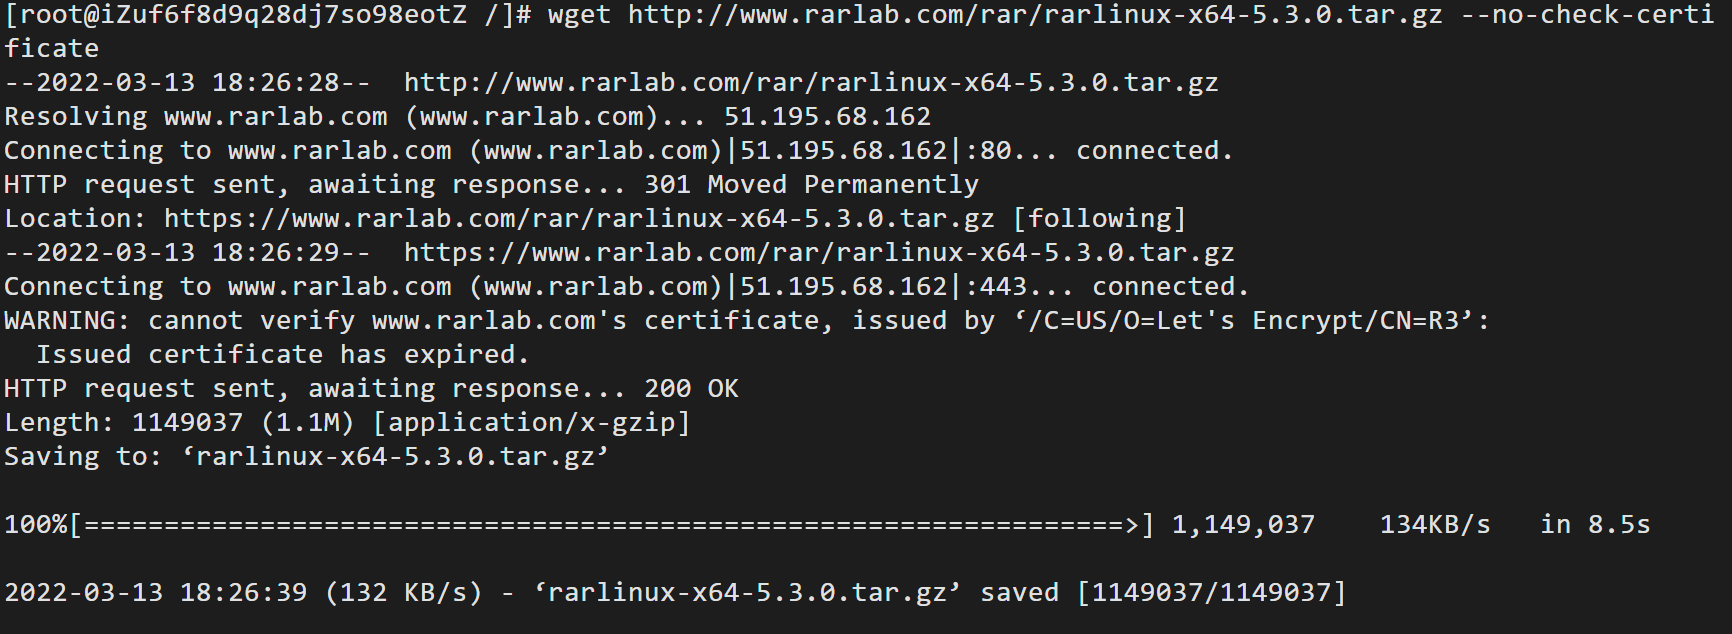 [root@iZuf6f8d9q28dj7so98eotZ /]# wget http://www.rarlab.com/rar/rarlinux-x64-5.3.0.tar.gz --no-check-certi
ficate
--2022-03-13 18:26:28--  http://www.rarlab.com/rar/rarlinux-x64-5.3.0.tar.gz
Resolving www.rarlab.com (www.rarlab.com)... 51.195.68.162
Connecting to www.rarlab.com (www.rarlab.com)|51.195.68.162|:80... connected.
HTTP request sent, awaiting response... 301 Moved Permanently
Location: https://www.rarlab.com/rar/rarlinux-x64-5.3.0.tar.gz [following]
--2022-03-13 18:26:29--  https://www.rarlab.com/rar/rarlinux-x64-5.3.0.tar.gz
Connecting to www.rarlab.com (www.rarlab.com)|51.195.68.162|:443... connected.
WARNING: cannot verify www.rarlab.com's certificate, issued by ‘/C=US/O=Let's Encrypt/CN=R3’:
  Issued certificate has expired.
HTTP request sent, awaiting response... 200 OK
Length: 1149037 (1.1M) [application/x-gzip]
Saving to: ‘rarlinux-x64-5.3.0.tar.gz’
100%[=================================================================>] 1,149,037    134KB/s   in 8.5s
2022-03-13 18:26:39 (132 KB/s) - ‘rarlinux-x64-5.3.0.tar.gz’ saved [1149037/1149037]